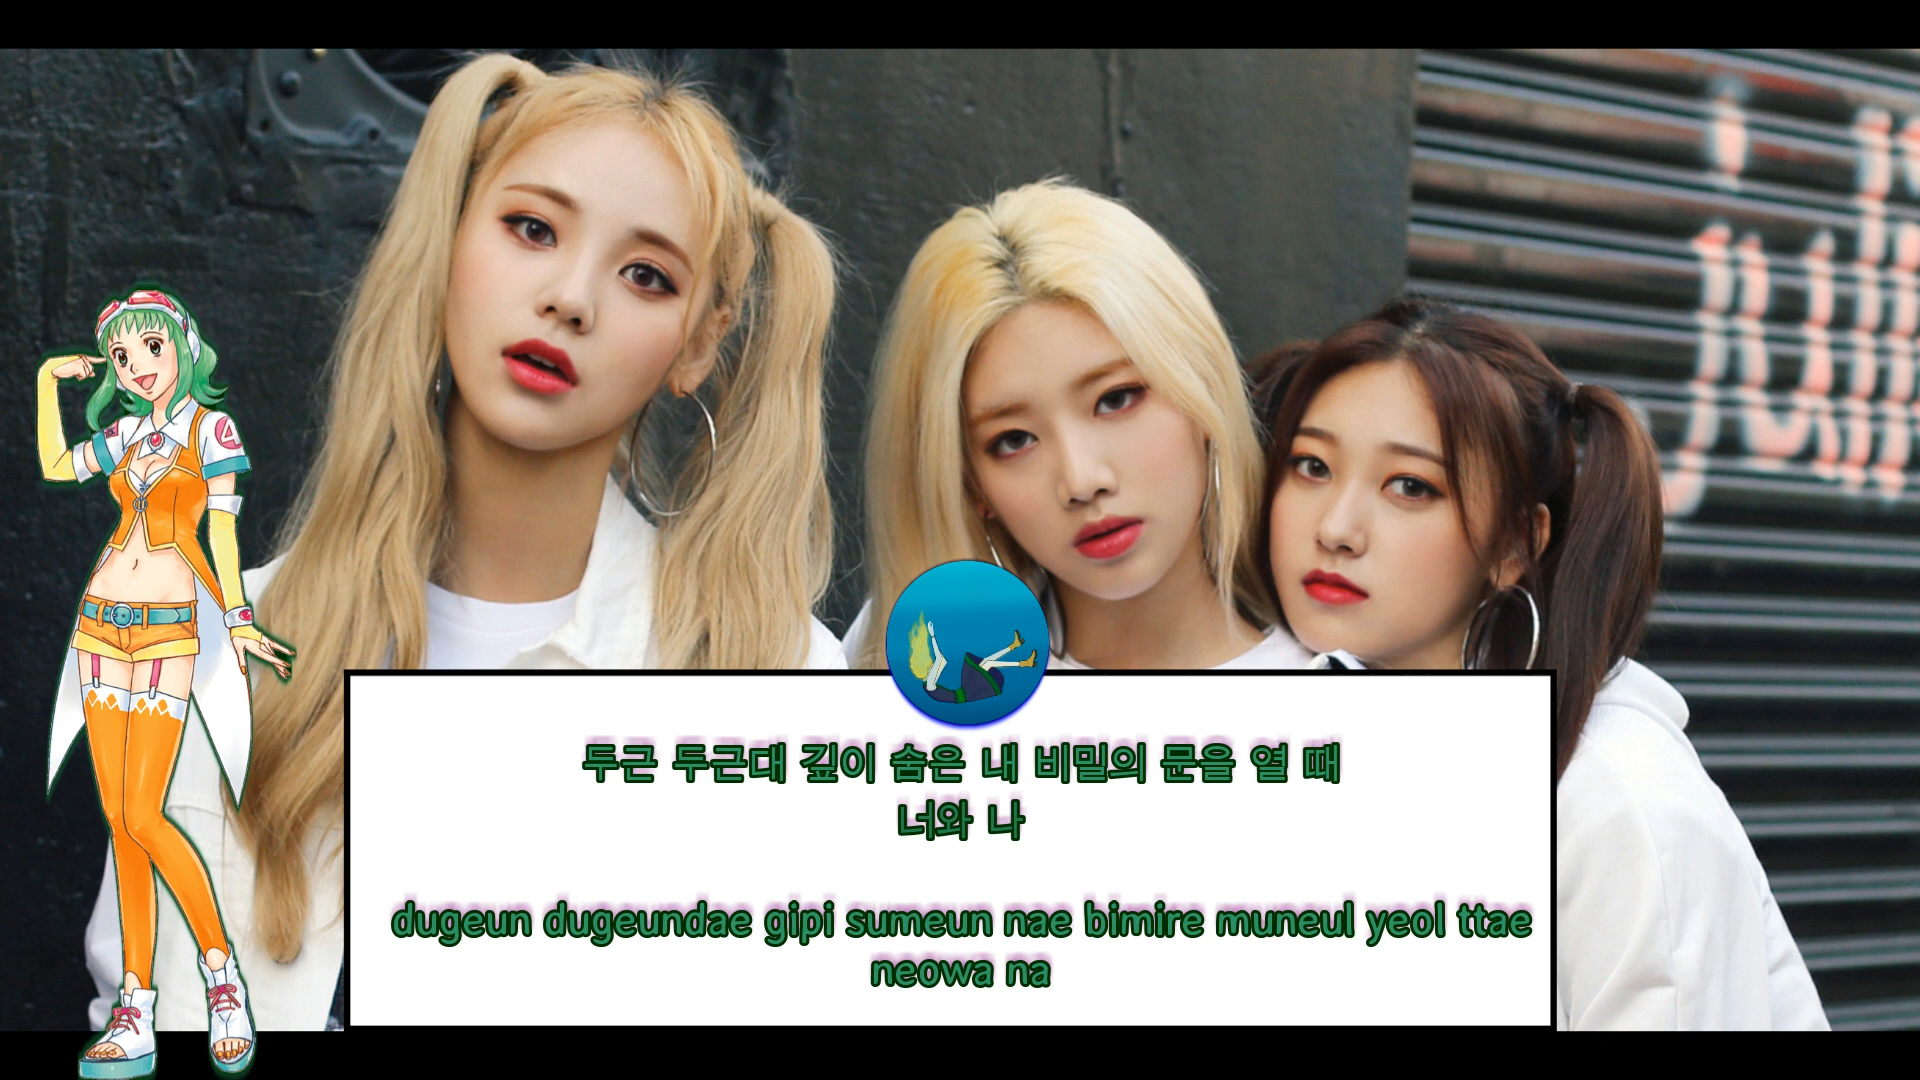 두근 두근대 깊이 숨은 내 비밀의 문을 열 때
너와 나
dugeun dugeundae gipi sumeun nae bimire muneul yeol ttae
neowa na